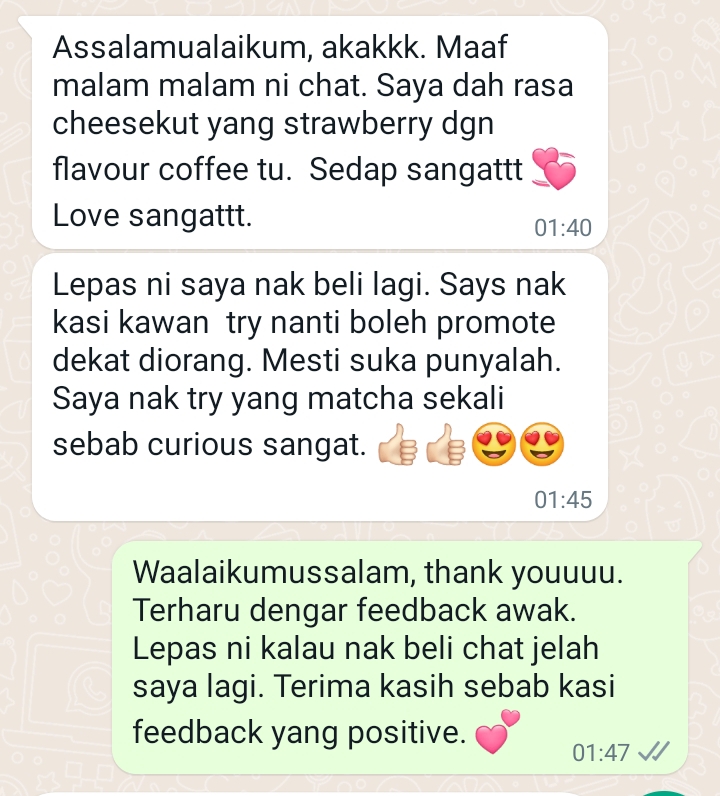 Assalamualaikum, akakkk. Maaf
malam malam ni chat. Saya dah rasa
cheesekut yang strawberry dgn
flavour coffee tu.  Sedap sangattt 💞
Love sangattt.
01:40
Lepas ni saya nak beli lagi. Says nak
kasi kawan  try nanti boleh promote
dekat diorang. Mesti suka punyalah.
Saya nak try yang matcha sekali
sebab curious sangat. 👍🏻👍🏻😍😍
01:45
Waalaikumussalam, thank youuuu.
Terharu dengar feedback awak.
Lepas ni kalau nak beli chat jelah
saya lagi. Terima kasih sebab kasi
feedback yang positive. 💕
01:47